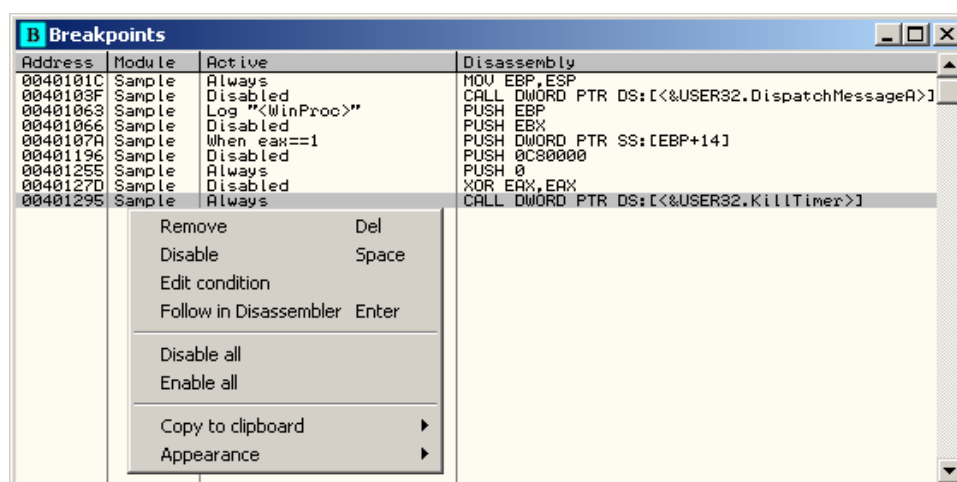 B Breakpoints
Address Module Active Disassembly
0040101C Sample Always MOV EBP,ESP
0040103F Sample Disabled CALL DWORD PTR DS:[<&USER32.DispatchMessageA>]
00401063 Sample Log "<WinProc>" PUSH EBP
00401066 Sample Disabled PUSH EBX
0040107A Sample When eax==1 PUSH DWORD PTR SS:[EBP+14]
00401196 Sample Disabled PUSH 0C80000
00401255 Sample Always PUSH 0
0040127D Sample Disabled XOR EAX,EAX
00401295 Sample Always CALL DWORD PTR DS:[<&USER32.KillTimer>]
Remove Del
Disable Space
Edit condition
Follow in Disassembler Enter
Disable all
Enable all
Copy to clipboard
Appearance